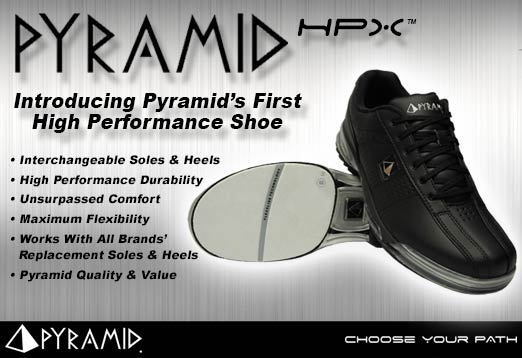 PYRAMID HPX™
Introducing Pyramid's First
High Performance Shoe
• Interchangeable Soles & Heels
• High Performance Durability
• Unsurpassed Comfort
• Maximum Flexibility
• Works With All Brands'
Replacement Soles & Heels
• Pyramid Quality & Value
PYRAMID
PYRAMID.
CHOOSE YOUR PATH